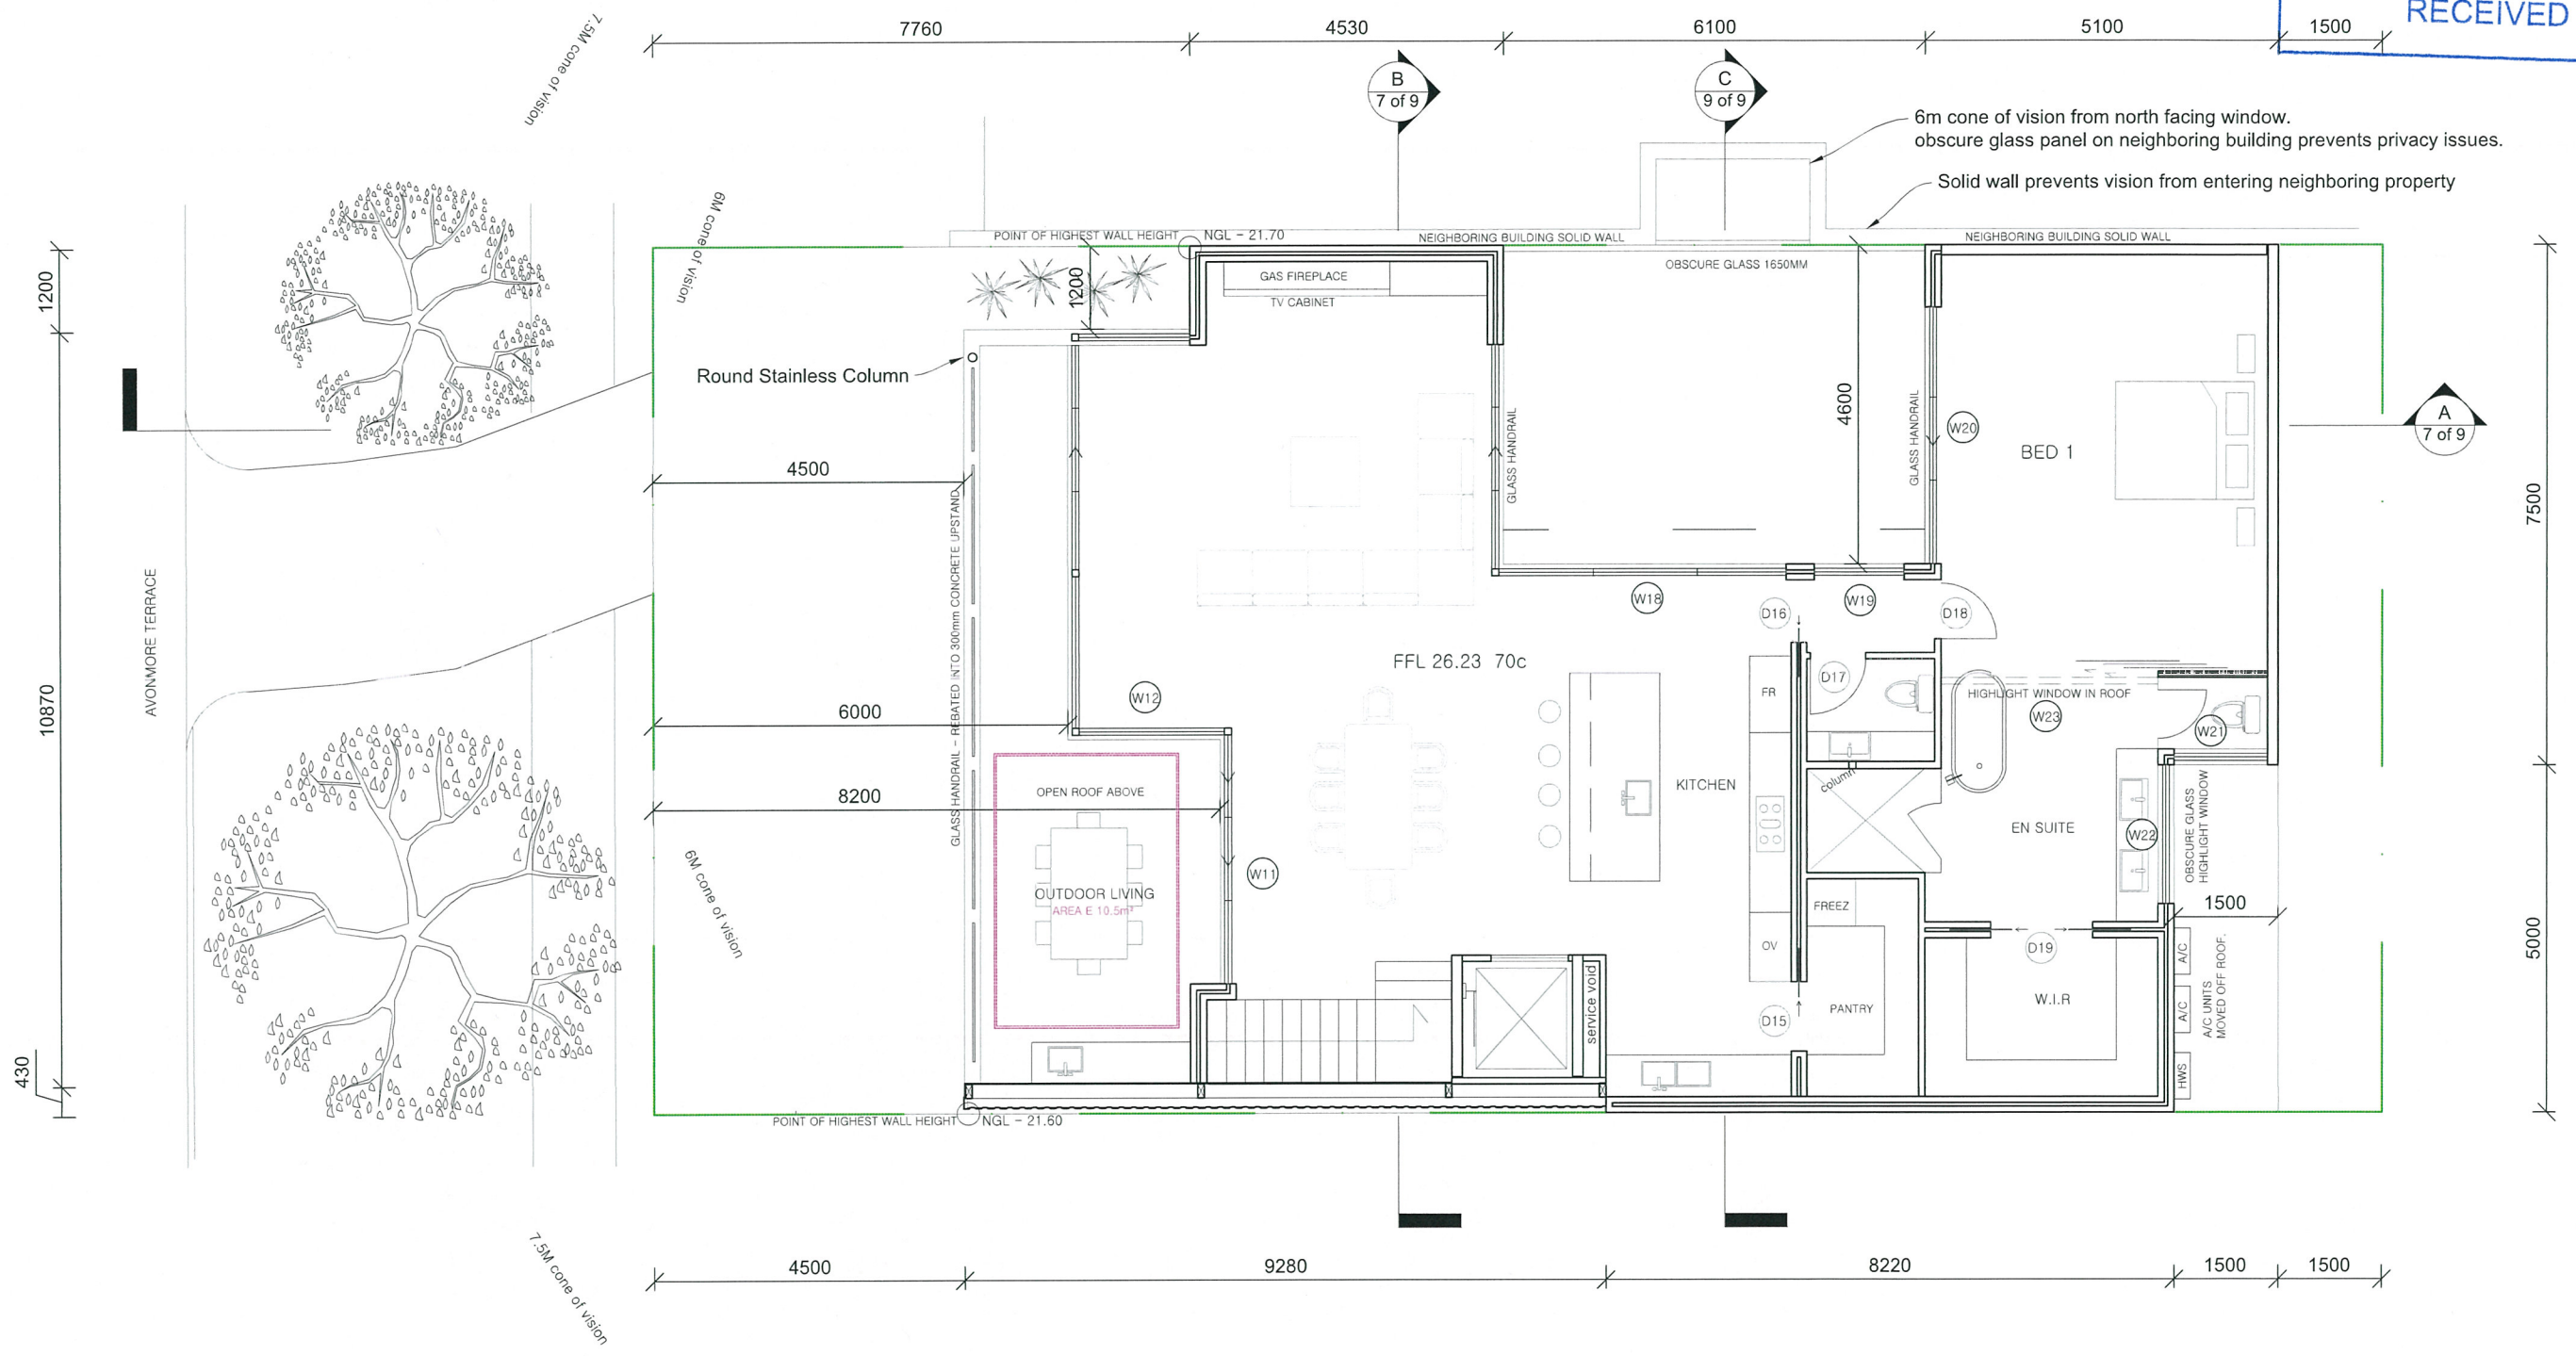 RECEIVED
7760
4530
6100
5100
1500
7.5M cone of vision
B
7 of 9
C
9 of 9
6m cone of vision from north facing window.
obscure glass panel on neighboring building prevents privacy issues.
Solid wall prevents vision from entering neighboring property
6M cone of vision
POINT OF HIGHEST WALL HEIGHT
NGL - 21.70
NEIGHBORING BUILDING SOLID WALL
NEIGHBORING BUILDING SOLID WALL
OBSCURE GLASS 1650MM
1200
1200
GAS FIREPLACE
TV CABINET
Round Stainless Column
4500
GLASS HANDRAIL
4600
GLASS HANDRAIL
W20
BED 1
A
7 of 9
7500
AVONMORE TERRACE
GLASS HANDRAIL - REBATED INTO 300mm CONCRETE UPSTAND
W18
D16
W19
D18
FFL 26.23 70c
10870
W12
6000
FR
D17
HIGHLIGHT WINDOW IN ROOF
W23
W21
8200
OPEN ROOF ABOVE
KITCHEN
column
EN SUITE
W22
OBSCURE GLASS
HIGHLIGHT WINDOW
6M cone of vision
OUTDOOR LIVING
AREA E 10.5m²
W11
FREEZ
1500
OV
D19
A/C
A/C
HWS
A/C UNITS
MOVED OFF ROOF.
5000
service void
D15
PANTRY
W.I.R
430
POINT OF HIGHEST WALL HEIGHT
NGL - 21.60
7.5M cone of vision
4500
9280
8220
1500
1500